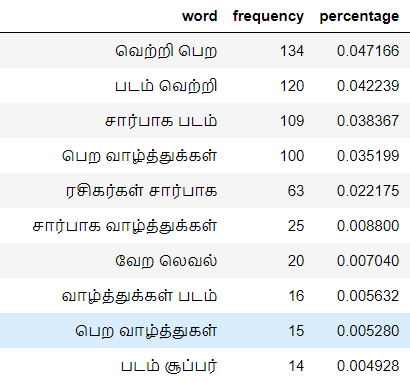 word frequency percentage
வெற்றி பெற 134 0.047166
படம் வெற்றி 120 0.042239
சார்பாக படம் 109 0.038367
பெற வாழ்த்துக்கள் 100 0.035199
ரசிகர்கள் சார்பாக 63 0.022175
சார்பாக வாழ்த்துக்கள் 25 0.008800
வேற லெவல் 20 0.007040
வாழ்த்துக்கள் படம் 16 0.005632
பெற வாழ்த்துகள் 15 0.005280
படம் சூப்பர் 14 0.004928